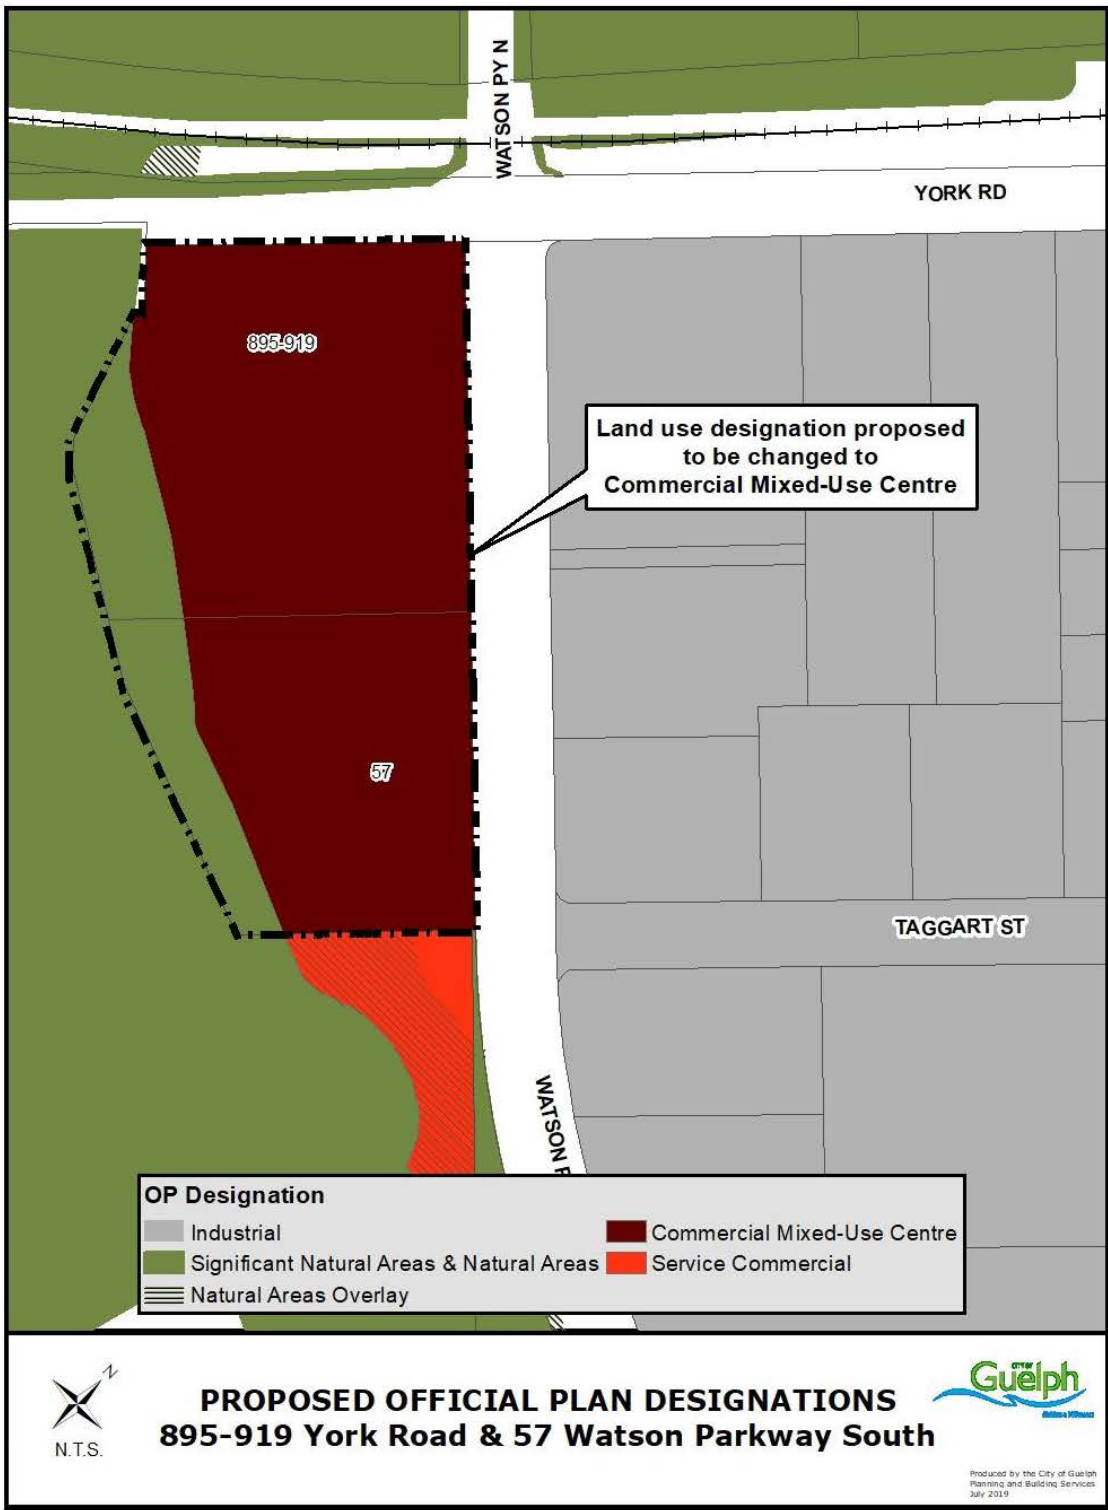 WATSON PY N
YORK RD
895-919
Land use designation proposed
to be changed to
Commercial Mixed-Use Centre
57
TAGGART ST
WATSON
OP Designation
Industrial
Commercial Mixed-Use Centre
Significant Natural Areas & Natural Areas
Service Commercial
Natural Areas Overlay
N
N.T.S.
PROPOSED OFFICIAL PLAN DESIGNATIONS
895-919 York Road & 57 Watson Parkway South
CITY OF
Guelph
Produced by the City of Guelph
Planning and Building Services
July 2019